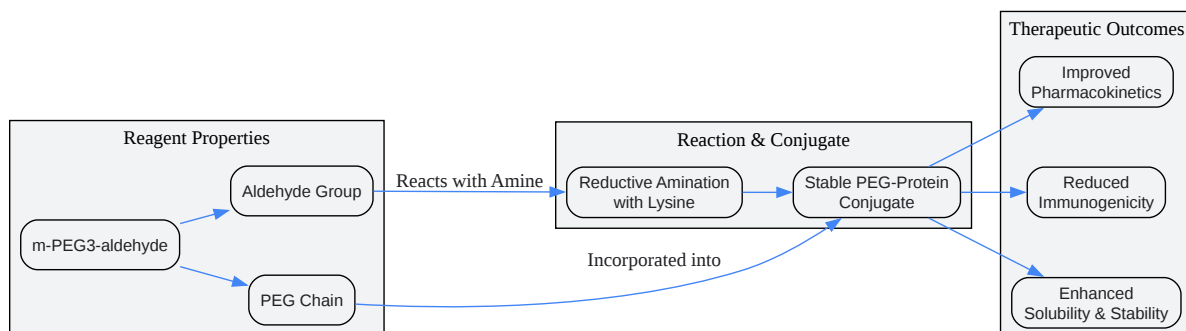 Reagent Properties
m-PEG3-aldehyde
Aldehyde Group
PEG Chain
Reacts with Amine
Incorporated into
Reaction & Conjugate
Reductive Amination
with Lysine
Stable PEG-Protein
Conjugate
Therapeutic Outcomes
Improved
Pharmacokinetics
Reduced
Immunogenicity
Enhanced
Solubility & Stability